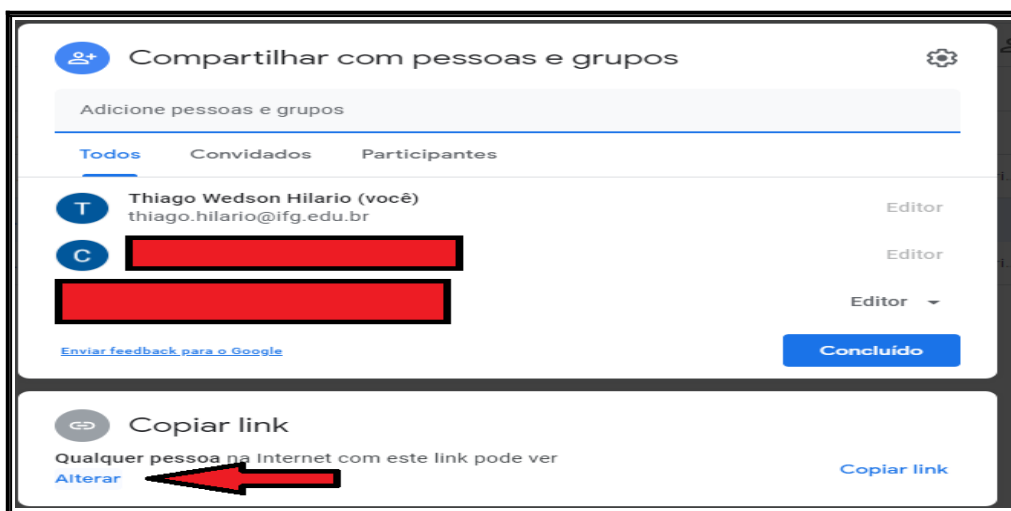 Compartilhar com pessoas e grupos
Adicione pessoas e grupos
Todos Convidados Participantes
T Thiago Wedson Hilario (você) Editor
thiago.hilario@ifg.edu.br
C Editor
Editor
Enviar feedback para o Google Concluído
Copiar link
Qualquer pessoa na Internet com este link pode ver
Alterar Copiar link